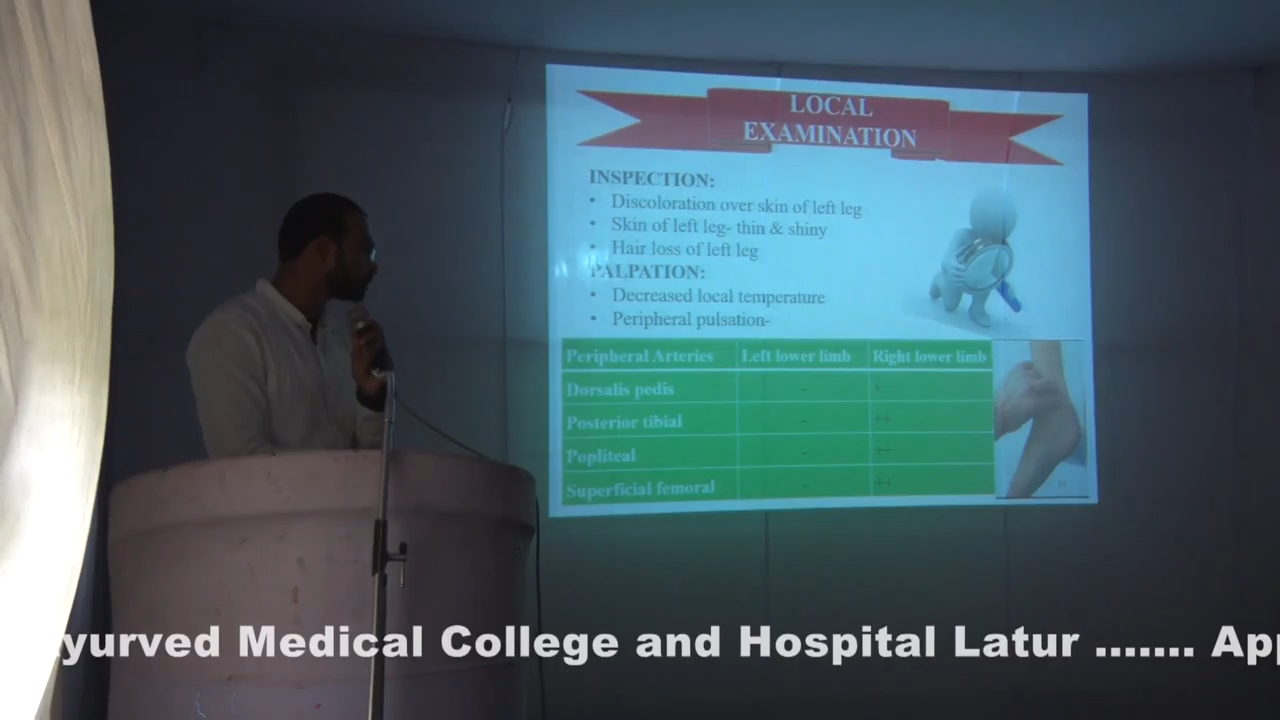 LOCAL
EXAMINATION
INSPECTION:
• Discoloration over skin of left leg
• Skin of left leg- thin & shiny
• Hair loss of left leg
PALPATION:
• Decreased local temperature
• Peripheral pulsation-
Peripheral Arteries Left lower limb Right lower limb
Dorsalis pedis - +
Posterior tibial - ++
Popliteal - ++
Superficial femoral - ++
yurved Medical College and Hospital Latur ....... App